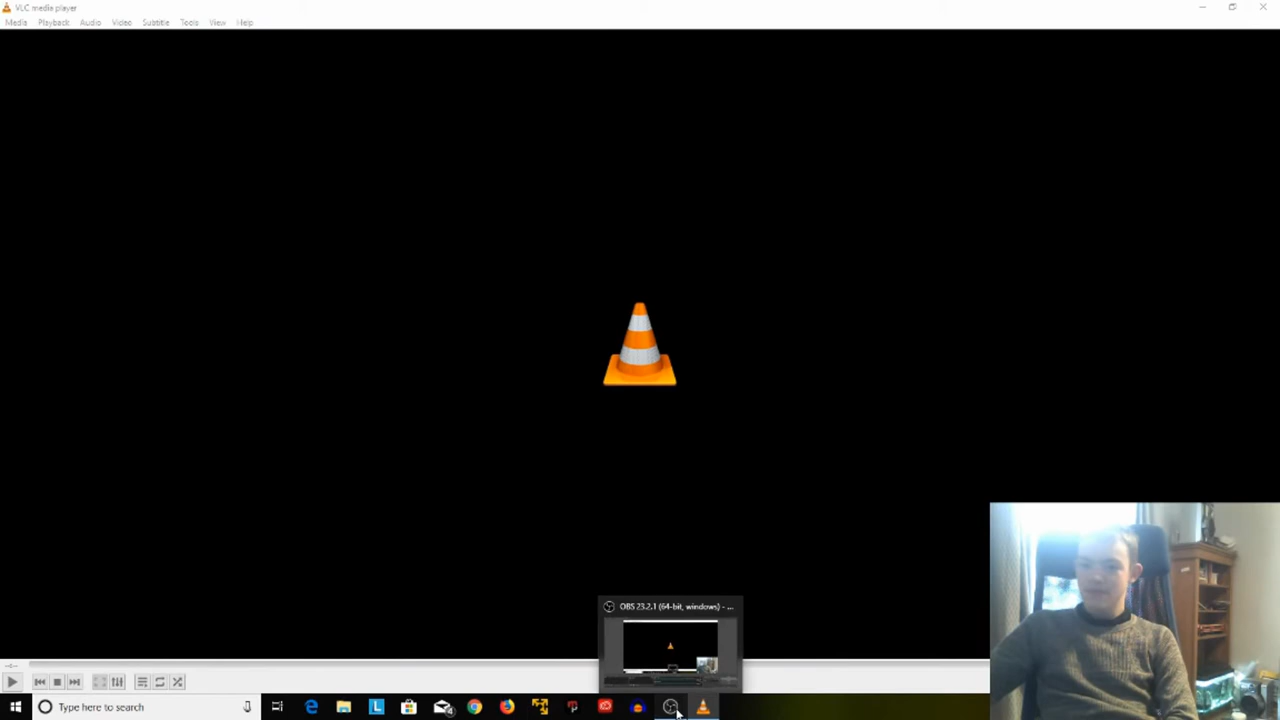 VLC media player
Media Playback Audio Video Subtitle Tools View Help
OBS 23.2.1 (64-bit, windows) - ...
Type here to search